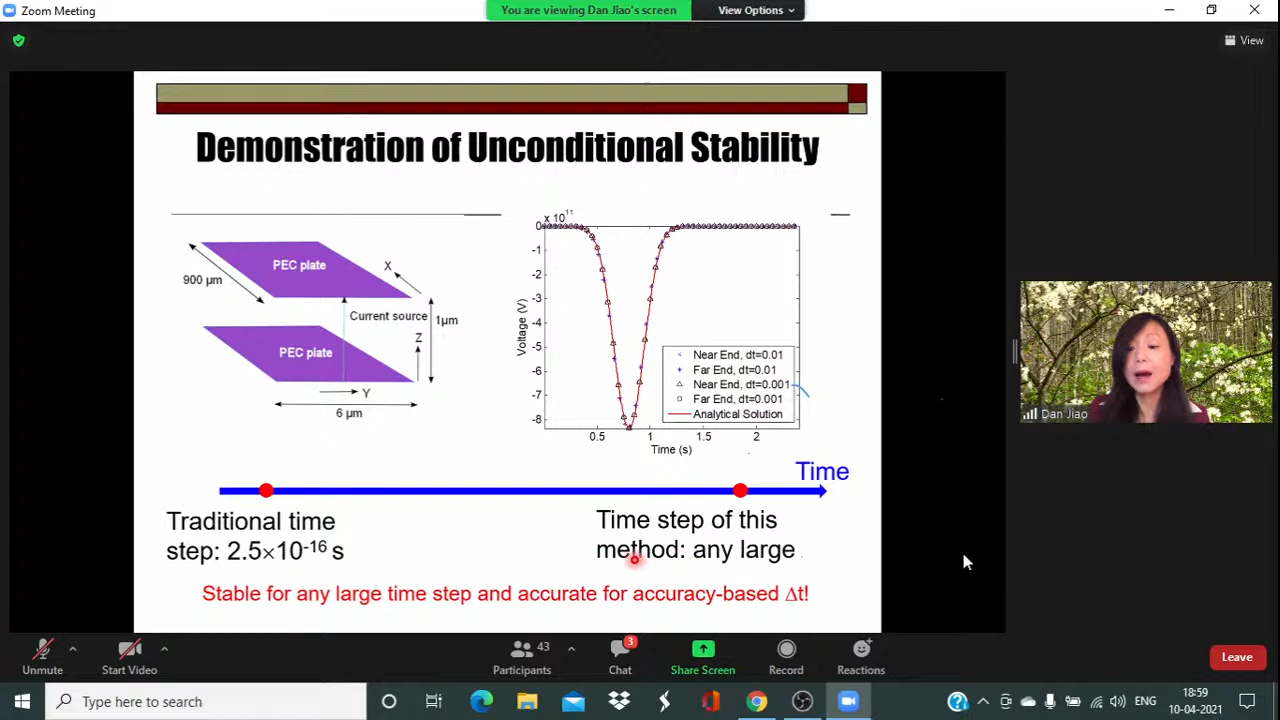 Zoom Meeting
You are viewing Dan Jiao's screen
View Options
View
Demonstration of Unconditional Stability
PEC plate
900 µm
X
Current source
1µm
PEC plate
Z
Y
6 µm
x 10^11
0
-1
-2
-3
-4
-5
-6
-7
-8
Voltage (V)
Near End, dt=0.01
Far End, dt=0.01
Near End, dt=0.001
Far End, dt=0.001
Analytical Solution
0.5 1 1.5 2
Time (s)
Time
Traditional time
step: 2.5×10^-16 s
Time step of this
method: any large
Stable for any large time step and accurate for accuracy-based Δt!
Dan Jiao
Unmute
Start Video
43
Participants
3
Chat
Share Screen
Record
Reactions
Leave
Type here to search
ENG
18:59
10-04-2021